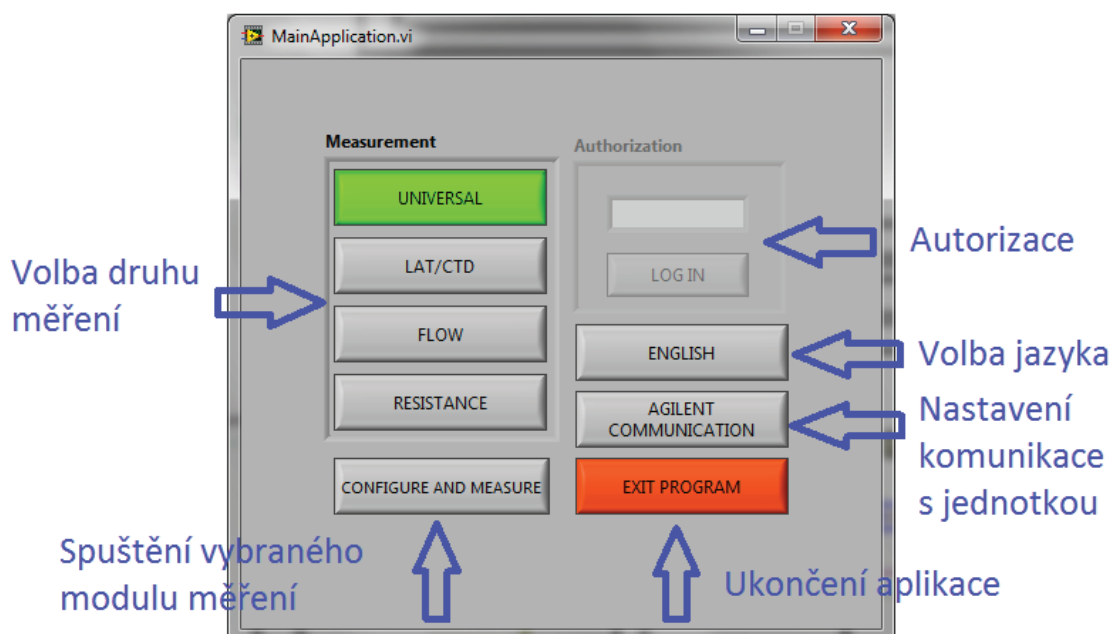 MainApplication.vi
Measurement
UNIVERSAL
LAT/CTD
FLOW
RESISTANCE
CONFIGURE AND MEASURE
Authorization
LOG IN
ENGLISH
AGILENT
COMMUNICATION
EXIT PROGRAM
Volba druhu
měření
Autorizace
Volba jazyka
Nastavení
komunikace
s jednotkou
Spuštění vybraného
modulu měření
Ukončení aplikace